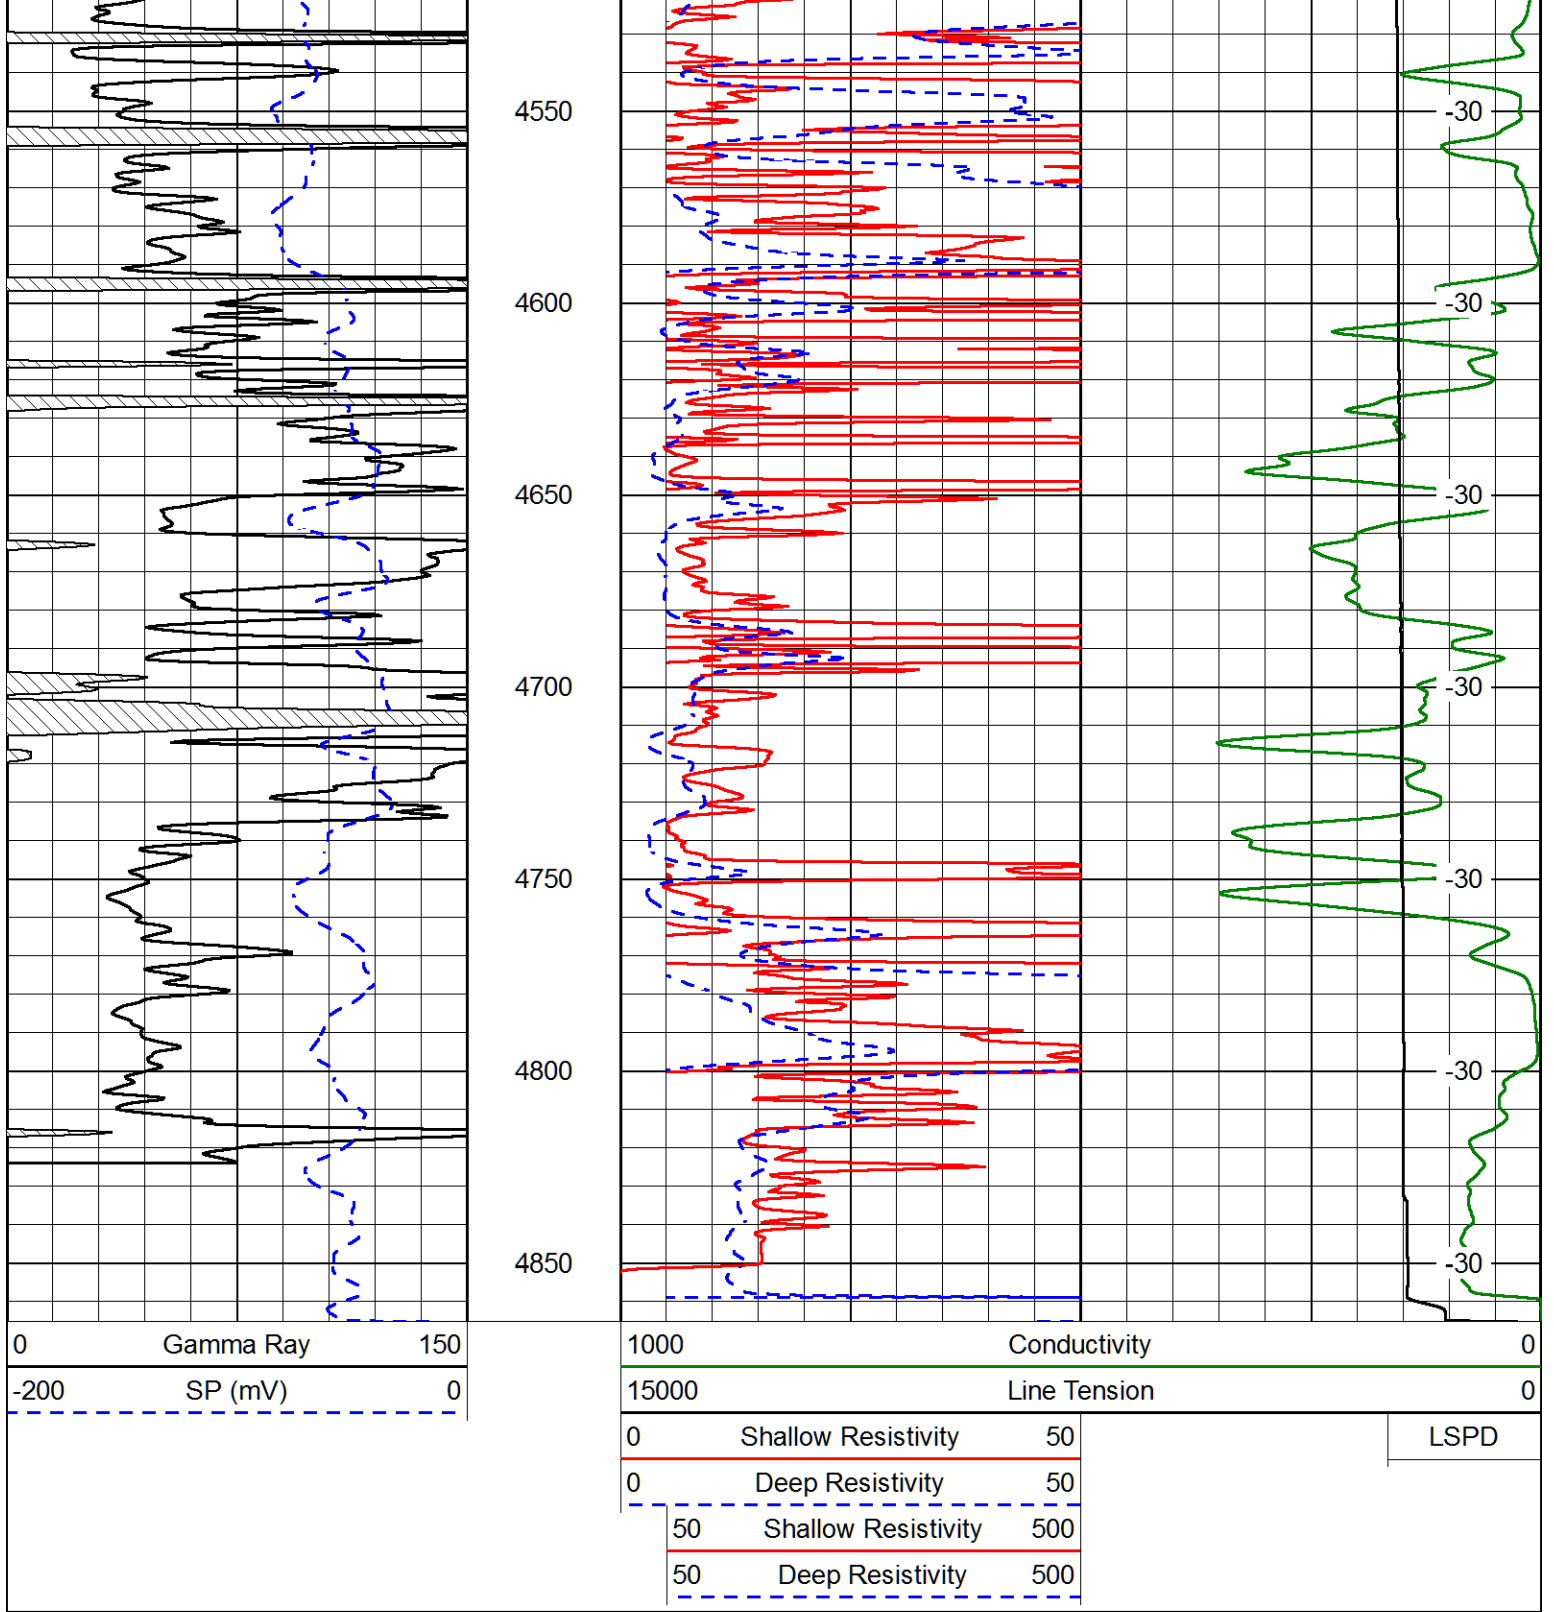 4550 -30
4600 -30
4650 -30
4700 -30
4750 -30
4800 -30
4850 -30
0 Gamma Ray 150
-200 SP (mV) 0
1000 Conductivity 0
15000 Line Tension 0
0 Shallow Resistivity 50
LSPD
0 Deep Resistivity 50
50 Shallow Resistivity 500
50 Deep Resistivity 500